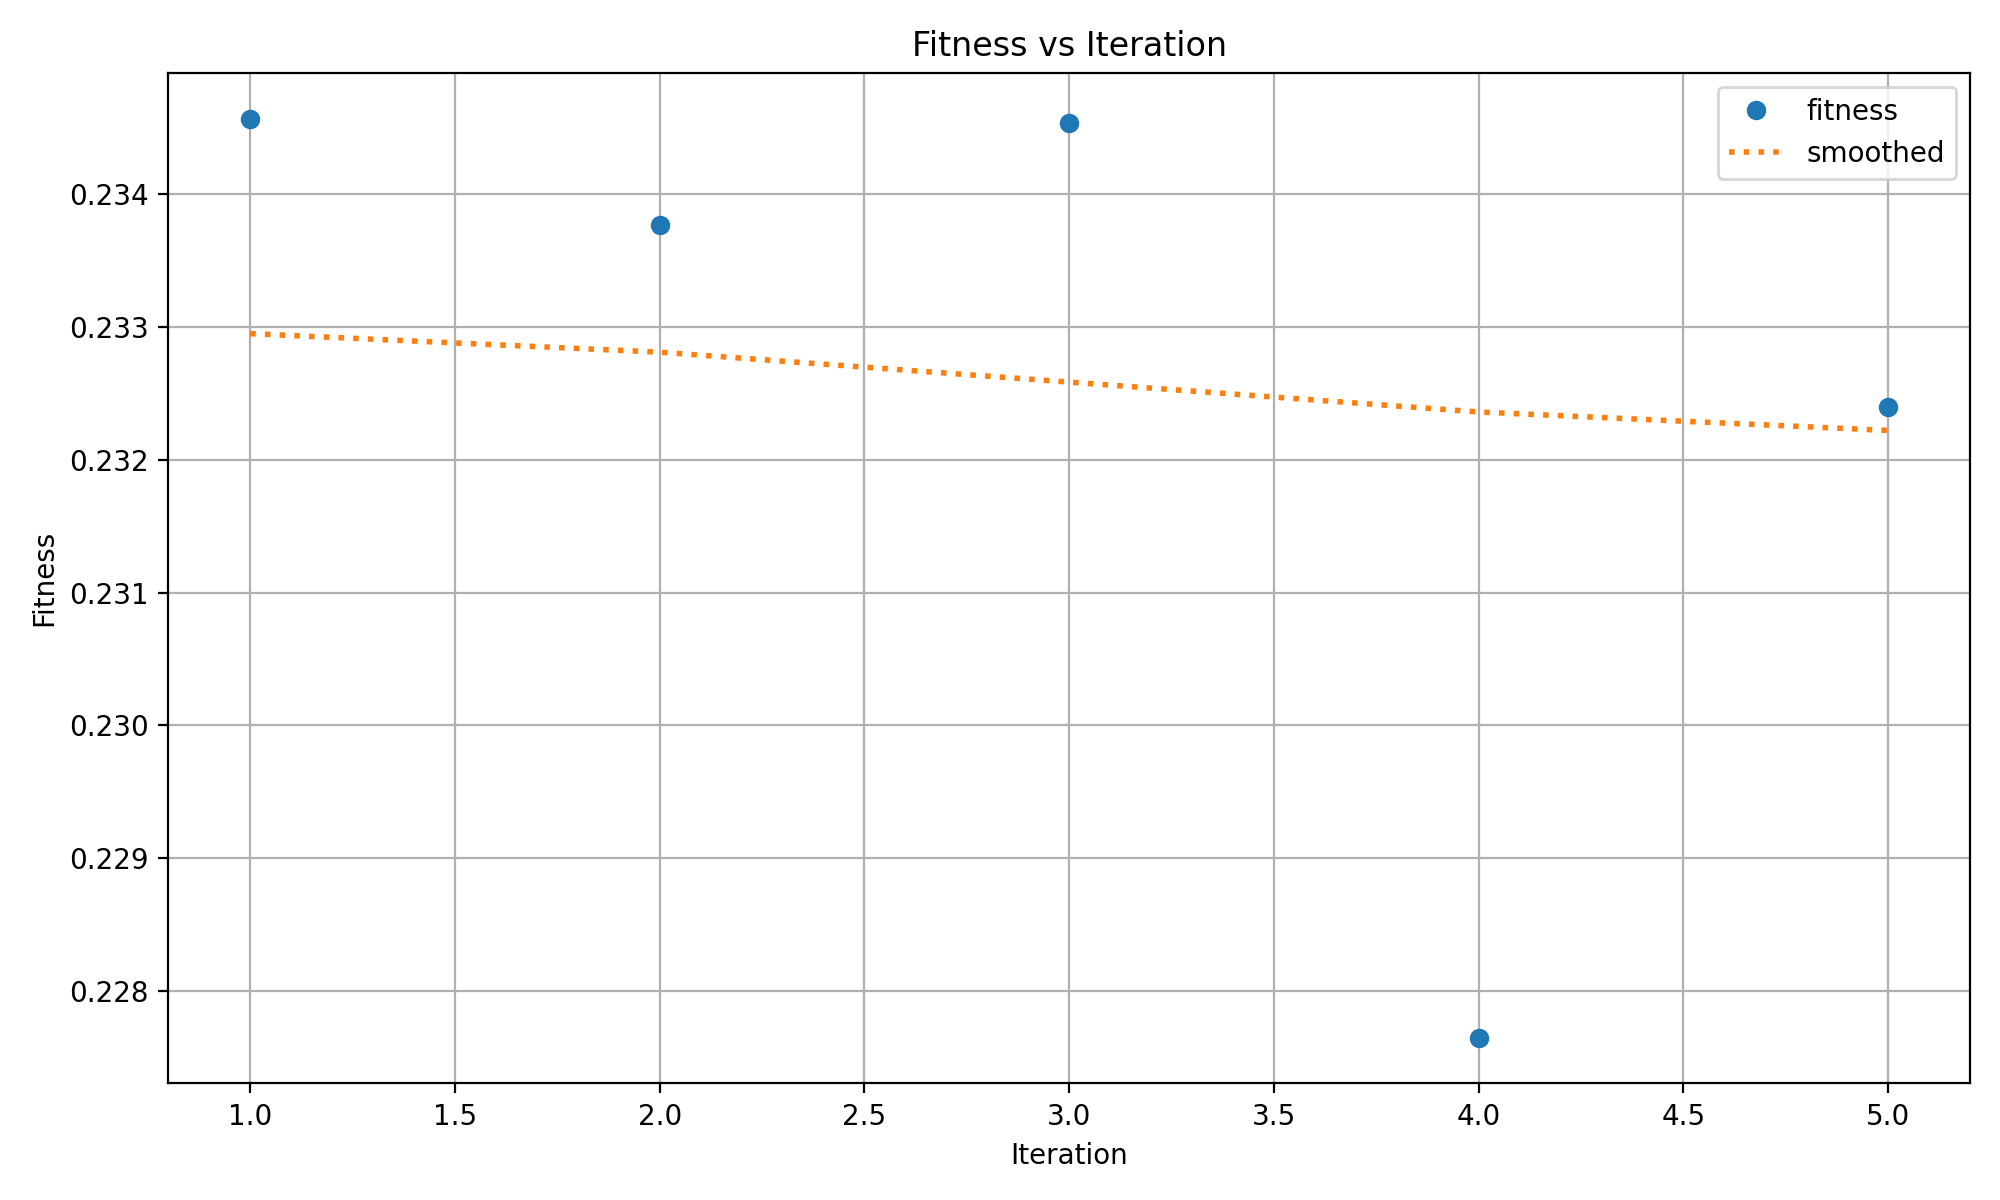 Fitness vs Iteration
fitness
smoothed
0.234
0.233
0.232
0.231
0.230
0.229
0.228
Fitness
1.0 1.5 2.0 2.5 3.0 3.5 4.0 4.5 5.0
Iteration